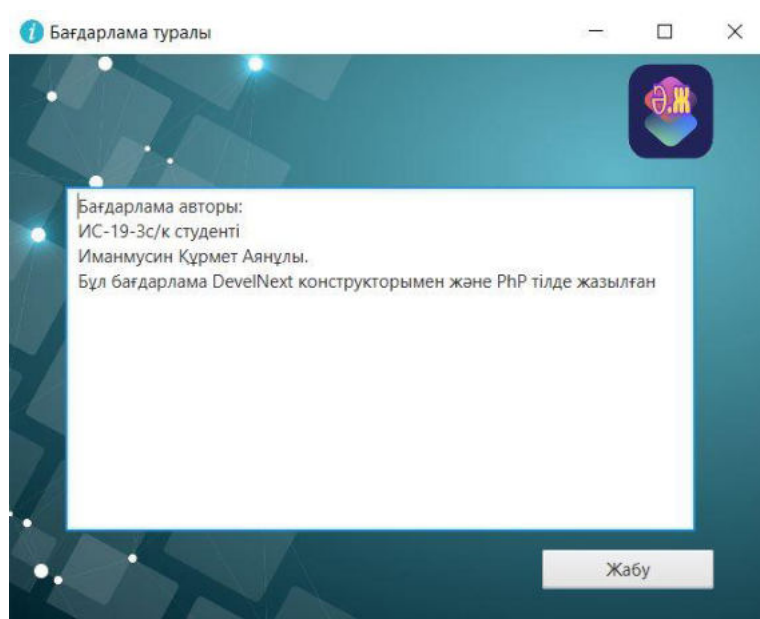 Бағдарлама туралы
Ә.Ж
Бағдарлама авторы:
ИС-19-3с/к студенті
Иманмусин Құрмет Аянұлы.
Бұл бағдарлама DevelNext конструкторымен және PhP тілде жазылған
Жабу